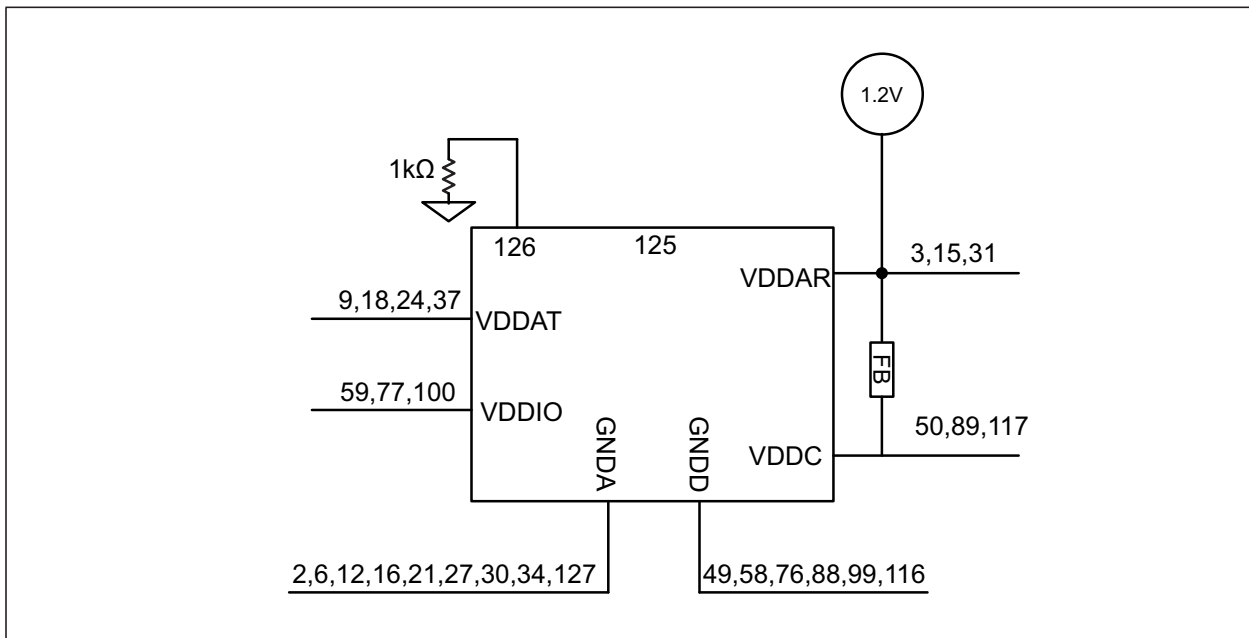 1.2V
1kΩ
126
125
VDDAR
3,15,31
9,18,24,37
VDDAT
FB
59,77,100
VDDIO
GNDA
GNDD
VDDC
50,89,117
2,6,12,16,21,27,30,34,127
49,58,76,88,99,116